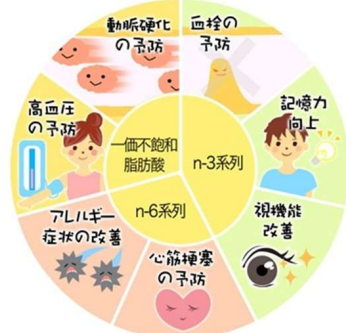 動脈硬化
の予防
血栓の
予防
高血圧
の予防
記憶力
向上
一価不飽和
脂肪酸
n-3系列
n-6系列
アレルギー
症状の改善
視機能
改善
心筋梗塞
の予防